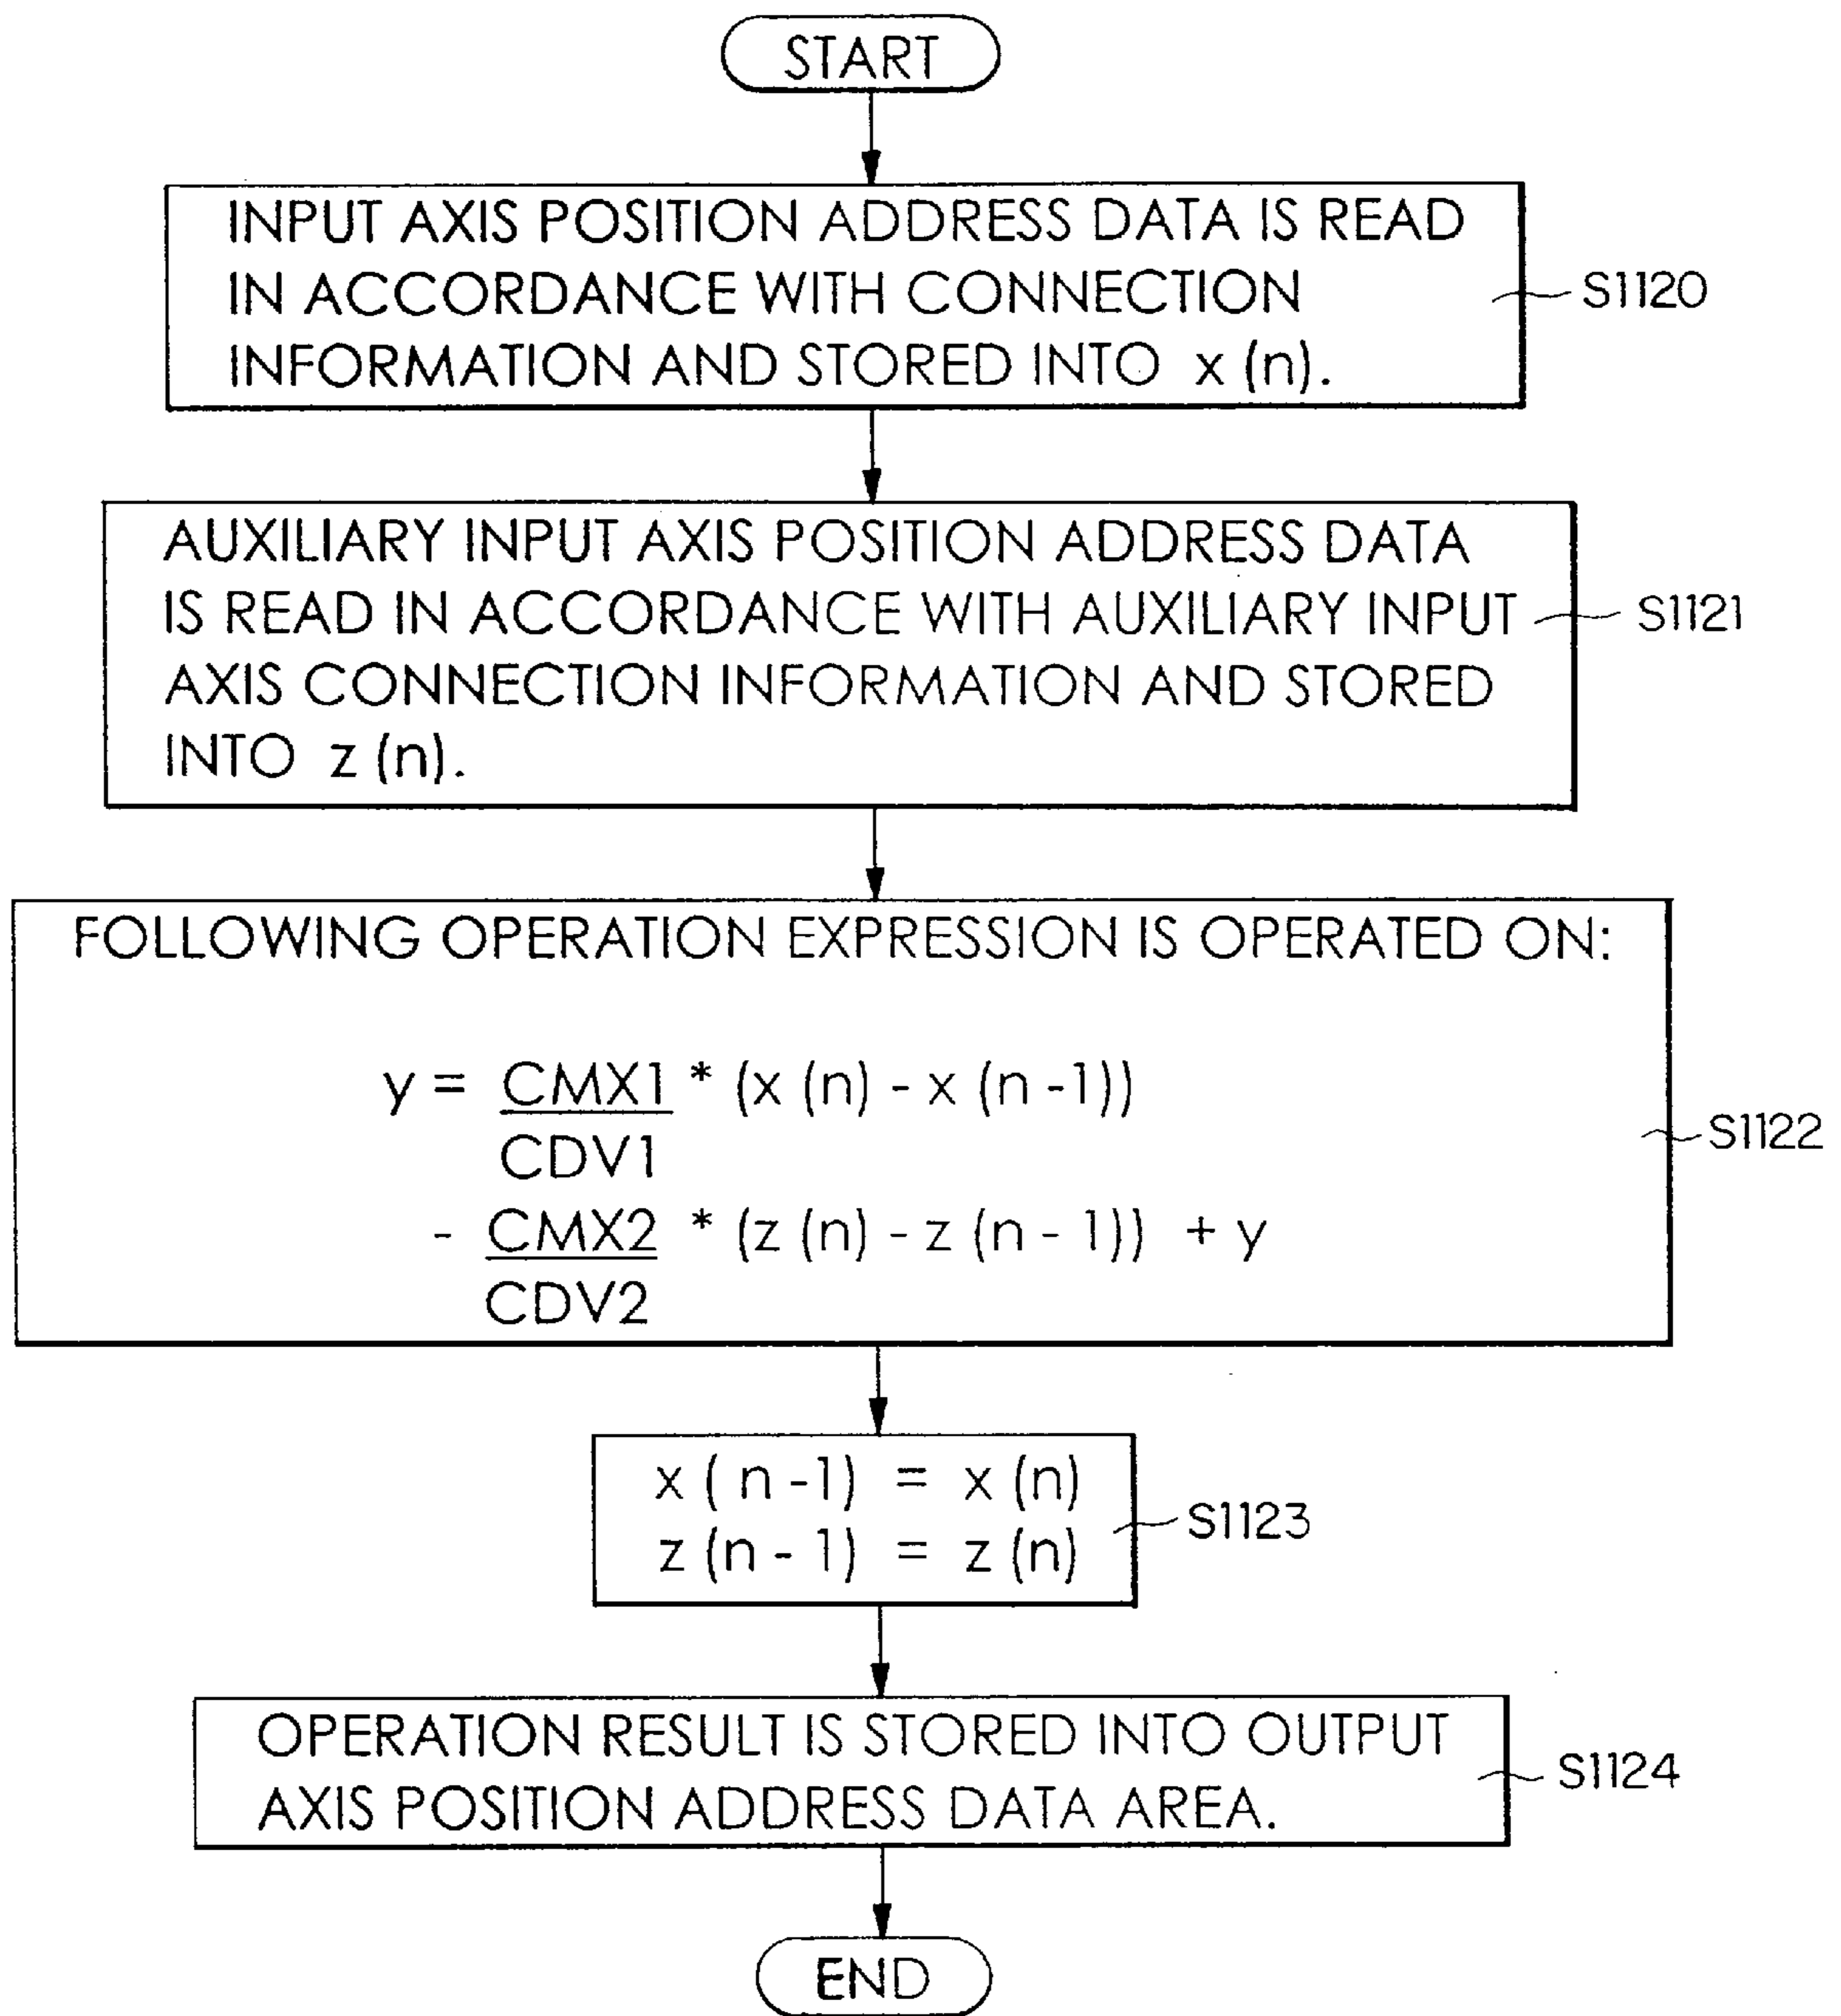 START
INPUT AXIS POSITION ADDRESS DATA IS READ
IN ACCORDANCE WITH CONNECTION
INFORMATION AND STORED INTO x (n).
S1120
AUXILIARY INPUT AXIS POSITION ADDRESS DATA
IS READ IN ACCORDANCE WITH AUXILIARY INPUT
AXIS CONNECTION INFORMATION AND STORED
INTO z (n).
S1121
FOLLOWING OPERATION EXPRESSION IS OPERATED ON:
y = CMX1 * (x (n) - x (n -1))
CDV1
- CMX2 * (z (n) - z (n - 1)) + y
CDV2
S1122
x ( n -1) = x (n)
z (n - 1) = z (n)
S1123
OPERATION RESULT IS STORED INTO OUTPUT
AXIS POSITION ADDRESS DATA AREA.
S1124
END